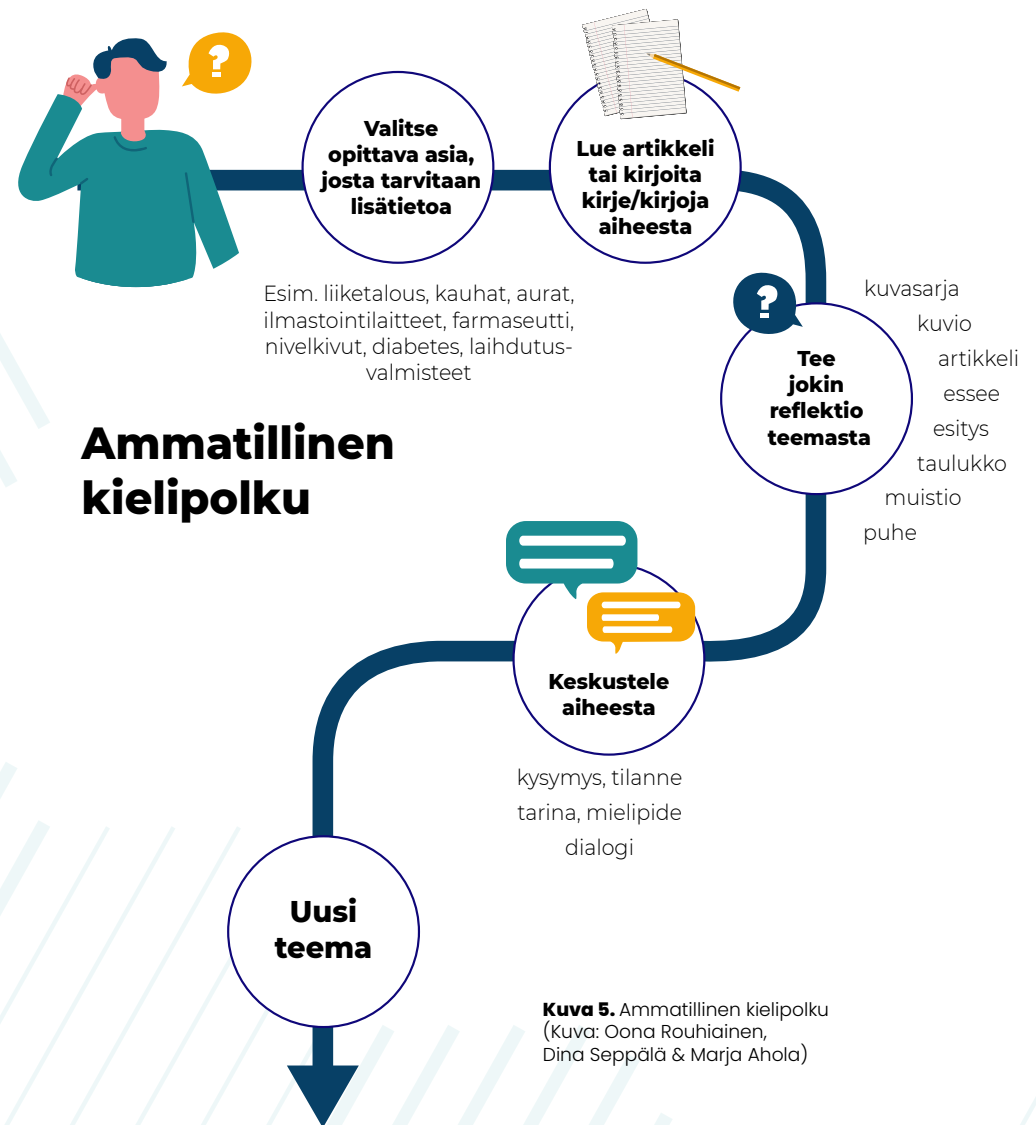 ?
Valitse
opittava asia,
josta tarvitaan
lisätietoa
Lue artikkeli
tai kirjoita
kirje/kirjoja
aiheesta
Esim. liiketalous, kauhat, aurat,
ilmastointilaitteet, farmaseutti,
nivelkivut, diabetes, laihdutus-
valmisteet
?
Tee
jokin
reflektio
teemasta
kuvasarja
kuvio
artikkeli
essee
esitys
taulukko
muistio
puhe
Ammatillinen
kielipolku
Keskustele
aiheesta
kysymys, tilanne
tarina, mielipide
dialogi
Uusi
teema
Kuva 5. Ammatillinen kielipolku
(Kuva: Oona Rouhiainen,
Dina Seppälä & Marja Ahola)